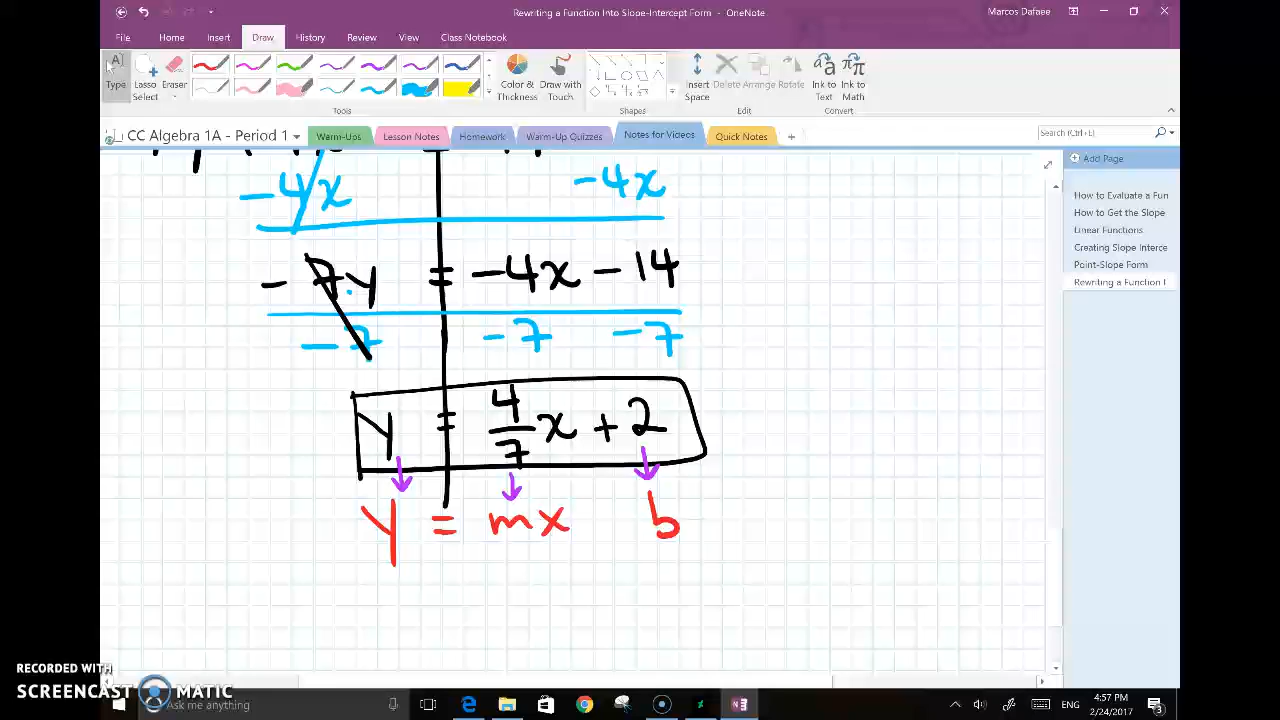 Rewriting a Function Into Slope-Intercept Form - OneNote
Marcos Dafaee
File Home Insert Draw History Review View Class Notebook
Type
Lasso Select
Eraser
Color & Thickness
Draw with Touch
Insert Space
Delete Arrange Rotate
Ink to Text
Ink to Math
Tools Shapes Edit Convert
CC Algebra 1A - Period 1
Warm-Ups Lesson Notes Homework Warm-Up Quizzes Notes for Videos Quick Notes +
Search (Ctrl+E)
Add Page
How to Evaluate a Fun
How to Get the Slope
Linear Functions
Creating Slope Interce
Point-Slope Form
Rewriting a Function I
-4x -4x
-7y = -4x - 14
-7 -7 -7
y = 4/7 x + 2
y = mx b
RECORDED WITH
SCREENCAST MATIC
Ask me anything
ENG
4:57 PM
2/24/2017
3